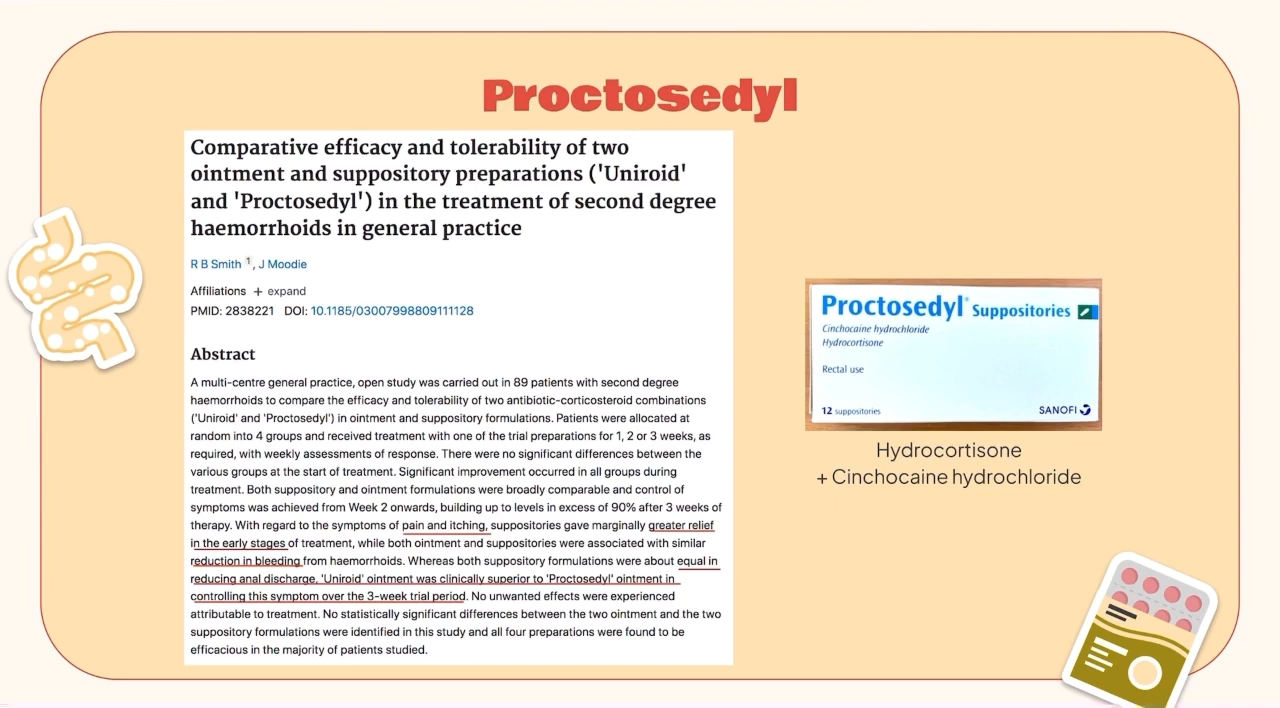 Proctosedyl
Comparative efficacy and tolerability of two
ointment and suppository preparations ('Uniroid'
and 'Proctosedyl') in the treatment of second degree
haemorrhoids in general practice
R B Smith 1, J Moodie
Affiliations + expand
PMID: 2838221 DOI: 10.1185/03007998809111128
Abstract
A multi-centre general practice, open study was carried out in 89 patients with second degree
haemorrhoids to compare the efficacy and tolerability of two antibiotic-corticosteroid combinations
('Uniroid' and 'Proctosedyl') in ointment and suppository formulations. Patients were allocated at
random into 4 groups and received treatment with one of the trial preparations for 1, 2 or 3 weeks, as
required, with weekly assessments of response. There were no significant differences between the
various groups at the start of treatment. Significant improvement occurred in all groups during
treatment. Both suppository and ointment formulations were broadly comparable and control of
symptoms was achieved from Week 2 onwards, building up to levels in excess of 90% after 3 weeks of
therapy. With regard to the symptoms of pain and itching, suppositories gave marginally greater relief
in the early stages of treatment, while both ointment and suppositories were associated with similar
reduction in bleeding from haemorrhoids. Whereas both suppository formulations were about equal in
reducing anal discharge, 'Uniroid' ointment was clinically superior to 'Proctosedyl' ointment in
controlling this symptom over the 3-week trial period. No unwanted effects were experienced
attributable to treatment. No statistically significant differences between the two ointment and the two
suppository formulations were identified in this study and all four preparations were found to be
efficacious in the majority of patients studied.
Proctosedyl® Suppositories
Cinchocaine hydrochloride
Hydrocortisone
Rectal use
12 suppositories
SANOFI
Hydrocortisone
+ Cinchocaine hydrochloride